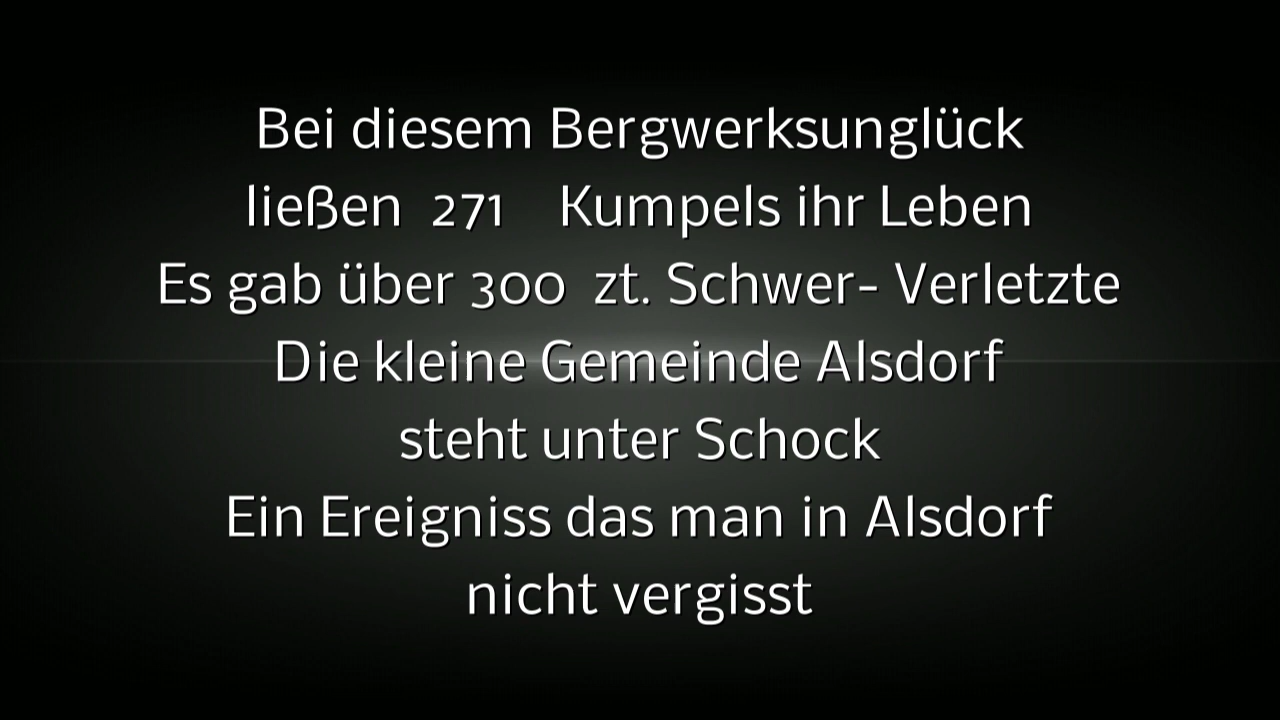 Bei diesem Bergwerksunglück
ließen 271 Kumpels ihr Leben
Es gab über 300 zt. Schwer- Verletzte
Die kleine Gemeinde Alsdorf
steht unter Schock
Ein Ereigniss das man in Alsdorf
nicht vergisst